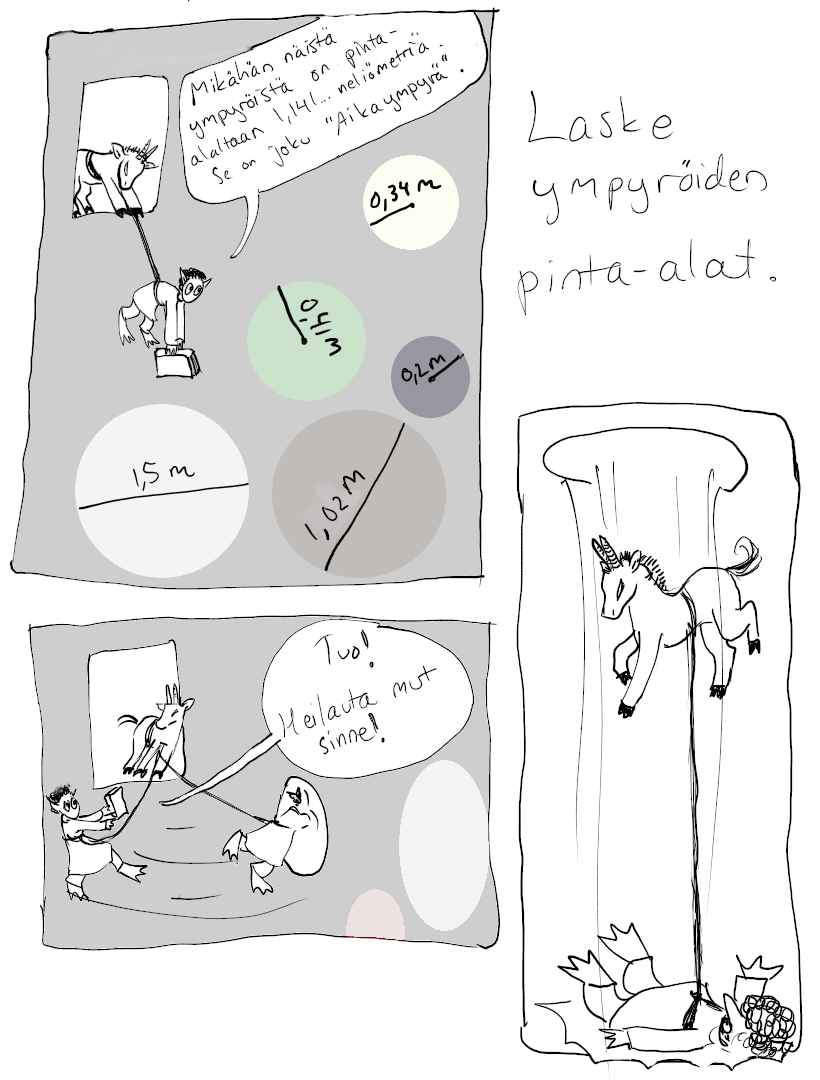 Mikähän näistä
ympyröistä on pinta-
alaltaan 1,141... neliömetriä.
Se on joku "Aikaympyrä".
0,34 m
0,45 m
0,2 m
1,5 m
1,02 m
Laske
ympyröiden
pinta-alat.
Tuo!
Heilauta mut
sinne!